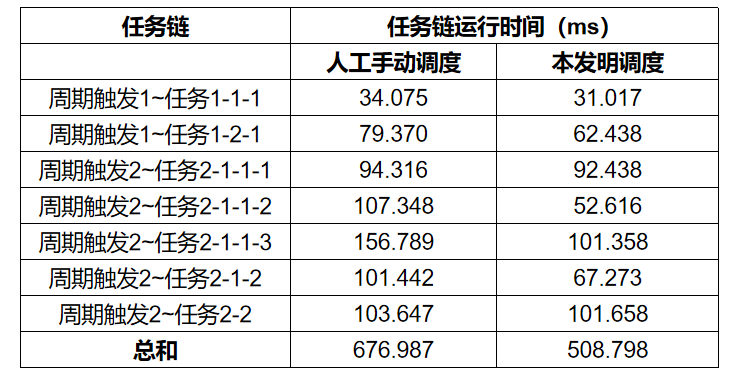 任务链 任务链运行时间（ms）
人工手动调度 本发明调度
周期触发1~任务1-1-1 34.075 31.017
周期触发1~任务1-2-1 79.370 62.438
周期触发2~任务2-1-1-1 94.316 92.438
周期触发2~任务2-1-1-2 107.348 52.616
周期触发2~任务2-1-1-3 156.789 101.358
周期触发2~任务2-1-2 101.442 67.273
周期触发2~任务2-2 103.647 101.658
总和 676.987 508.798